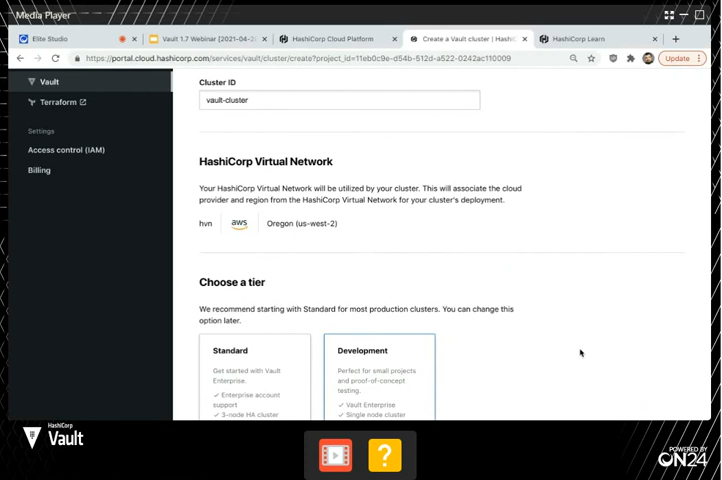 Media Player
Elite Studio
Vault 1.7 Webinar [2021-04-2
HashiCorp Cloud Platform
Create a Vault cluster | Hashi
HashiCorp Learn
https://portal.cloud.hashicorp.com/services/vault/cluster/create?project_id=11eb0c9e-d54b-512d-a522-0242ac110009
Update
Vault
Terraform
Settings
Access control (IAM)
Billing
Cluster ID
vault-cluster
HashiCorp Virtual Network
Your HashiCorp Virtual Network will be utilized by your cluster. This will associate the cloud
provider and region from the HashiCorp Virtual Network for your cluster's deployment.
hvn aws Oregon (us-west-2)
Choose a tier
We recommend starting with Standard for most production clusters. You can change this
option later.
Standard
Get started with Vault
Enterprise.
✓ Enterprise account
support
✓ 3-node HA cluster
Development
Perfect for small projects
and proof-of-concept
testing.
✓ Vault Enterprise
✓ Single node cluster
HashiCorp
Vault
?
POWERED BY
ON24